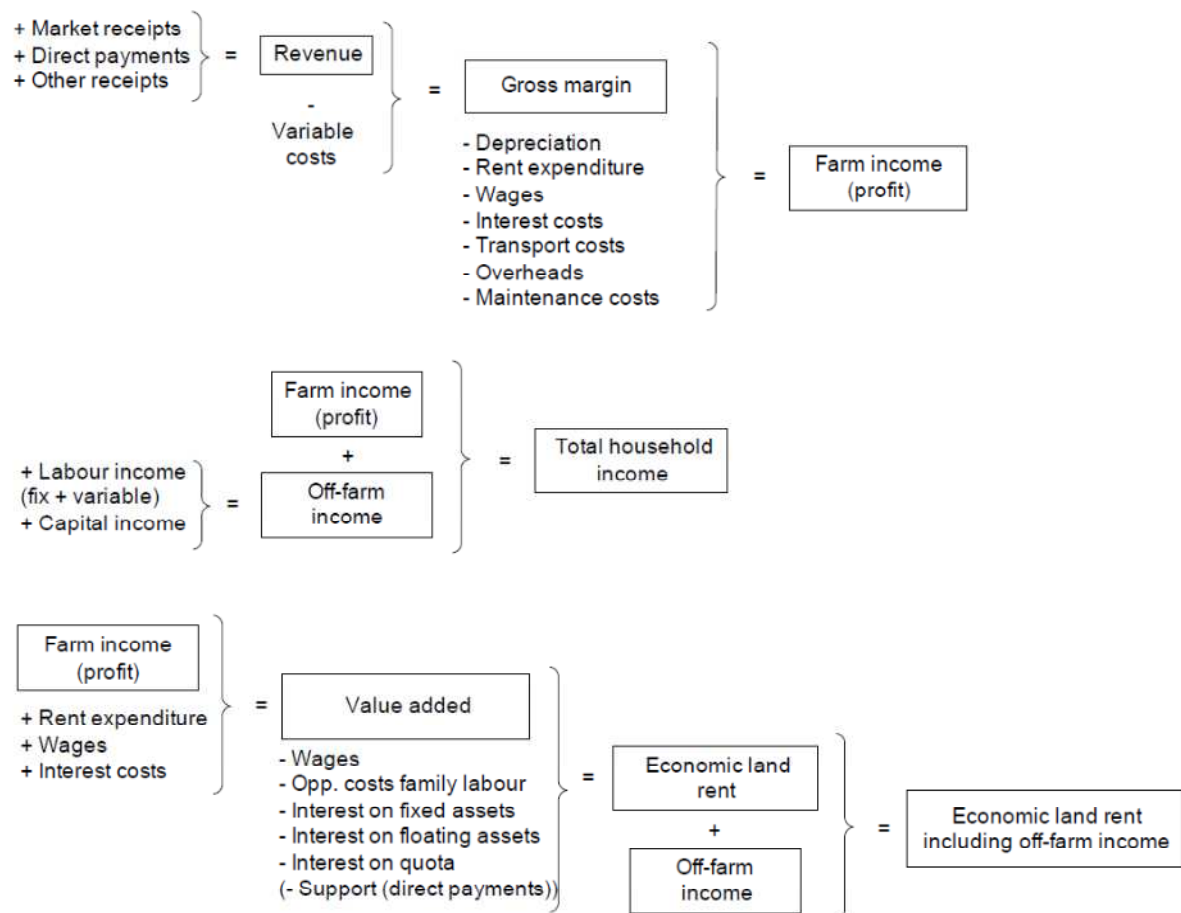 + Market receipts
+ Direct payments
+ Other receipts
=
Revenue
-
Variable
costs
=
Gross margin
- Depreciation
- Rent expenditure
- Wages
- Interest costs
- Transport costs
- Overheads
- Maintenance costs
=
Farm income
(profit)
+ Labour income
(fix + variable)
+ Capital income
=
Farm income
(profit)
+
Off-farm
income
=
Total household
income
Farm income
(profit)
+ Rent expenditure
+ Wages
+ Interest costs
=
Value added
- Wages
- Opp. costs family labour
- Interest on fixed assets
- Interest on floating assets
- Interest on quota
(- Support (direct payments))
=
Economic land
rent
+
Off-farm
income
=
Economic land rent
including off-farm income